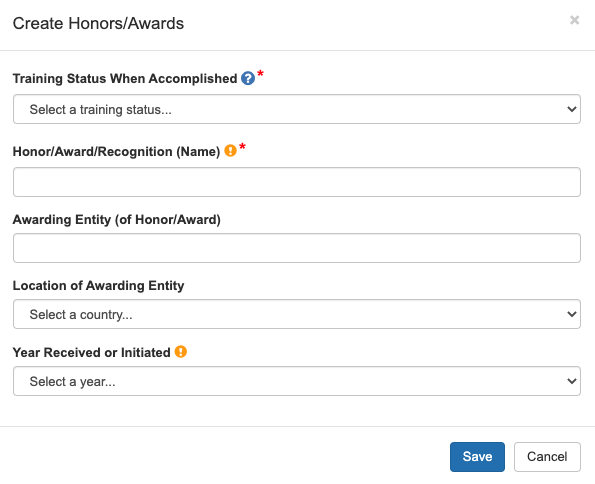 Create Honors/Awards ×
Training Status When Accomplished ? *
Select a training status...
Honor/Award/Recognition (Name) ! *
Awarding Entity (of Honor/Award)
Location of Awarding Entity
Select a country...
Year Received or Initiated !
Select a year...
Save Cancel